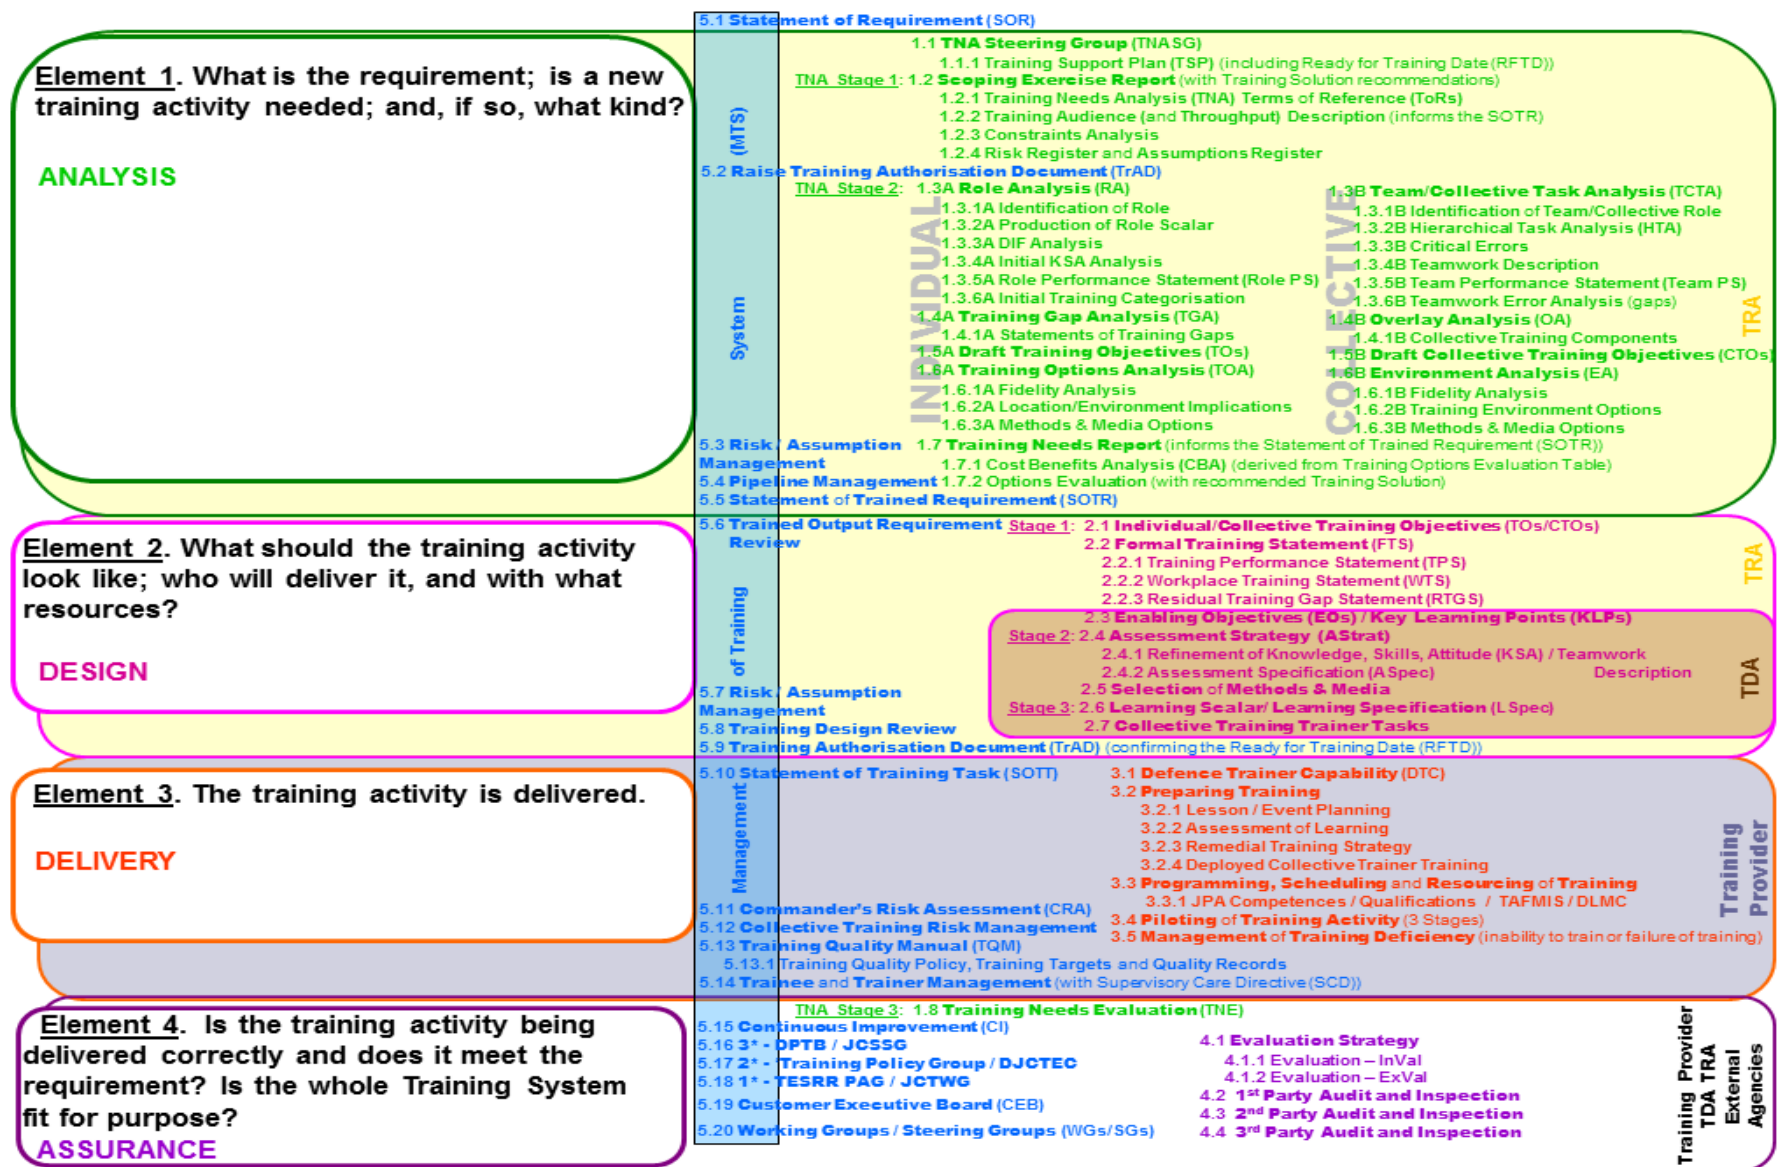 5.1 Statement of Requirement (SOR)
Element 1. What is the requirement; is a new
training activity needed; and, if so, what kind?
ANALYSIS
1.1 TNA Steering Group (TNASG)
1.1.1 Training Support Plan (TSP) (including Ready for Training Date (RFTD))
TNA Stage 1: 1.2 Scoping Exercise Report (with Training Solution recommendations)
1.2.1 Training Needs Analysis (TNA) Terms of Reference (ToRs)
1.2.2 Training Audience (and Throughput) Description (informs the SOTR)
1.2.3 Constraints Analysis
1.2.4 Risk Register and Assumptions Register
5.2 Raise Training Authorisation Document (TrAD)
TNA Stage 2: 1.3A Role Analysis (RA)
1.3.1A Identification of Role
1.3.2A Production of Role Scalar
1.3.3A DIF Analysis
1.3.4A Initial KSA Analysis
1.3.5A Role Performance Statement (Role PS)
1.3.6A Initial Training Categorisation
1.4A Training Gap Analysis (TGA)
1.4.1A Statements of Training Gaps
1.5A Draft Training Objectives (TOs)
1.6A Training Options Analysis (TOA)
1.6.1A Fidelity Analysis
1.6.2A Location/Environment Implications
1.6.3A Methods & Media Options
INDIVIDUAL
1.3B Team/Collective Task Analysis (TCTA)
1.3.1B Identification of Team/Collective Role
1.3.2B Hierarchical Task Analysis (HTA)
1.3.3B Critical Errors
1.3.4B Teamwork Description
1.3.5B Team Performance Statement (Team PS)
1.3.6B Teamwork Error Analysis (gaps)
1.4B Overlay Analysis (OA)
1.4.1B Collective Training Components
1.5B Draft Collective Training Objectives (CTOs)
1.6B Environment Analysis (EA)
1.6.1B Fidelity Analysis
1.6.2B Training Environment Options
1.6.3B Methods & Media Options
COLLECTIVE
TRA
5.3 Risk / Assumption
Management
1.7 Training Needs Report (informs the Statement of Trained Requirement (SOTR))
1.7.1 Cost Benefits Analysis (CBA) (derived from Training Options Evaluation Table)
5.4 Pipeline Management
1.7.2 Options Evaluation (with recommended Training Solution)
5.5 Statement of Trained Requirement (SOTR)
Element 2. What should the training activity
look like; who will deliver it, and with what
resources?
DESIGN
5.6 Trained Output Requirement
Review
Stage 1: 2.1 Individual/Collective Training Objectives (TOs/CTOs)
2.2 Formal Training Statement (FTS)
2.2.1 Training Performance Statement (TPS)
2.2.2 Workplace Training Statement (WTS)
2.2.3 Residual Training Gap Statement (RTGS)
TRA
2.3 Enabling Objectives (EOs) / Key Learning Points (KLPs)
Stage 2: 2.4 Assessment Strategy (AStrat)
2.4.1 Refinement of Knowledge, Skills, Attitude (KSA) / Teamwork
Description
2.4.2 Assessment Specification (ASpec)
2.5 Selection of Methods & Media
Stage 3: 2.6 Learning Scalar/ Learning Specification (LSpec)
2.7 Collective Training Trainer Tasks
TDA
5.7 Risk / Assumption
Management
5.8 Training Design Review
5.9 Training Authorisation Document (TrAD) (confirming the Ready for Training Date (RFTD))
Element 3. The training activity is delivered.
DELIVERY
5.10 Statement of Training Task (SOTT)
3.1 Defence Trainer Capability (DTC)
3.2 Preparing Training
3.2.1 Lesson / Event Planning
3.2.2 Assessment of Learning
3.2.3 Remedial Training Strategy
3.2.4 Deployed Collective Trainer Training
3.3 Programming, Scheduling and Resourcing of Training
3.3.1 JPA Competences / Qualifications / TAFMIS / DLMC
3.4 Piloting of Training Activity (3 Stages)
3.5 Management of Training Deficiency (inability to train or failure of training)
Training
Provider
5.11 Commander's Risk Assessment (CRA)
5.12 Collective Training Risk Management
5.13 Training Quality Manual (TQM)
5.13.1 Training Quality Policy, Training Targets and Quality Records
5.14 Trainee and Trainer Management (with Supervisory Care Directive (SCD))
Management of Training System (MTS)
Element 4. Is the training activity being
delivered correctly and does it meet the
requirement? Is the whole Training System
fit for purpose?
ASSURANCE
TNA Stage 3: 1.8 Training Needs Evaluation (TNE)
5.15 Continuous Improvement (CI)
5.16 3* - DPTB / JCSSG
5.17 2* - Training Policy Group / DJCTEC
5.18 1* - TESRR PAG / JCTWG
5.19 Customer Executive Board (CEB)
5.20 Working Groups / Steering Groups (WGs/SGs)
4.1 Evaluation Strategy
4.1.1 Evaluation – InVal
4.1.2 Evaluation – ExVal
4.2 1st Party Audit and Inspection
4.3 2nd Party Audit and Inspection
4.4 3rd Party Audit and Inspection
Training Provider
TDA TRA
External
Agencies